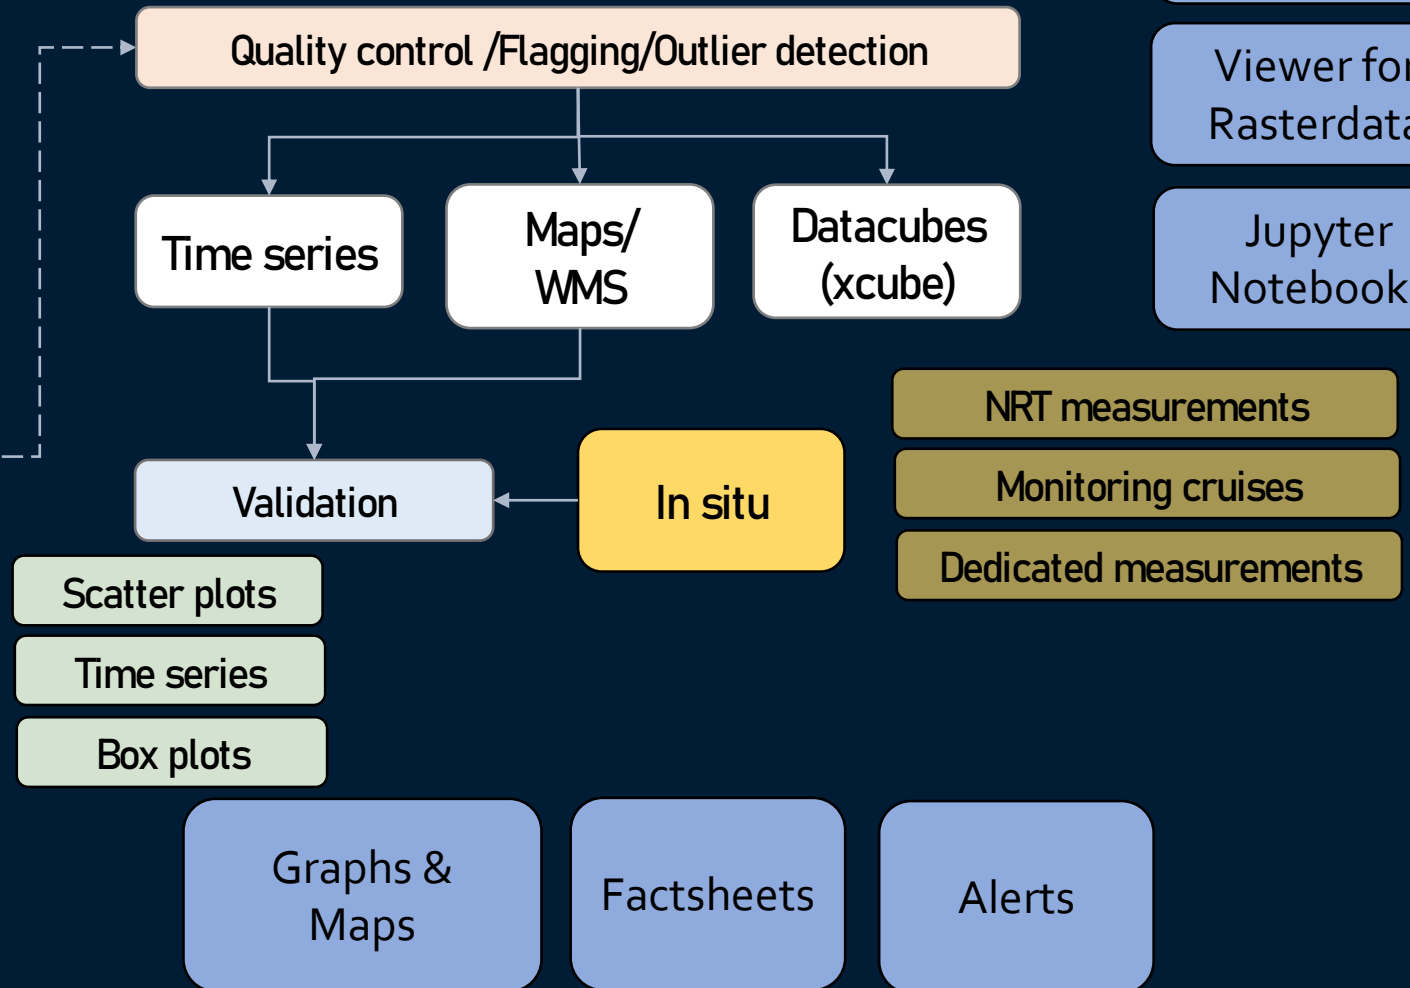 Quality control /Flagging/Outlier detection
Viewer for
Rasterdata
Time series
Maps/
WMS
Datacubes
(xcube)
Jupyter
Notebook
NRT measurements
Monitoring cruises
Dedicated measurements
Validation
In situ
Scatter plots
Time series
Box plots
Graphs &
Maps
Factsheets
Alerts